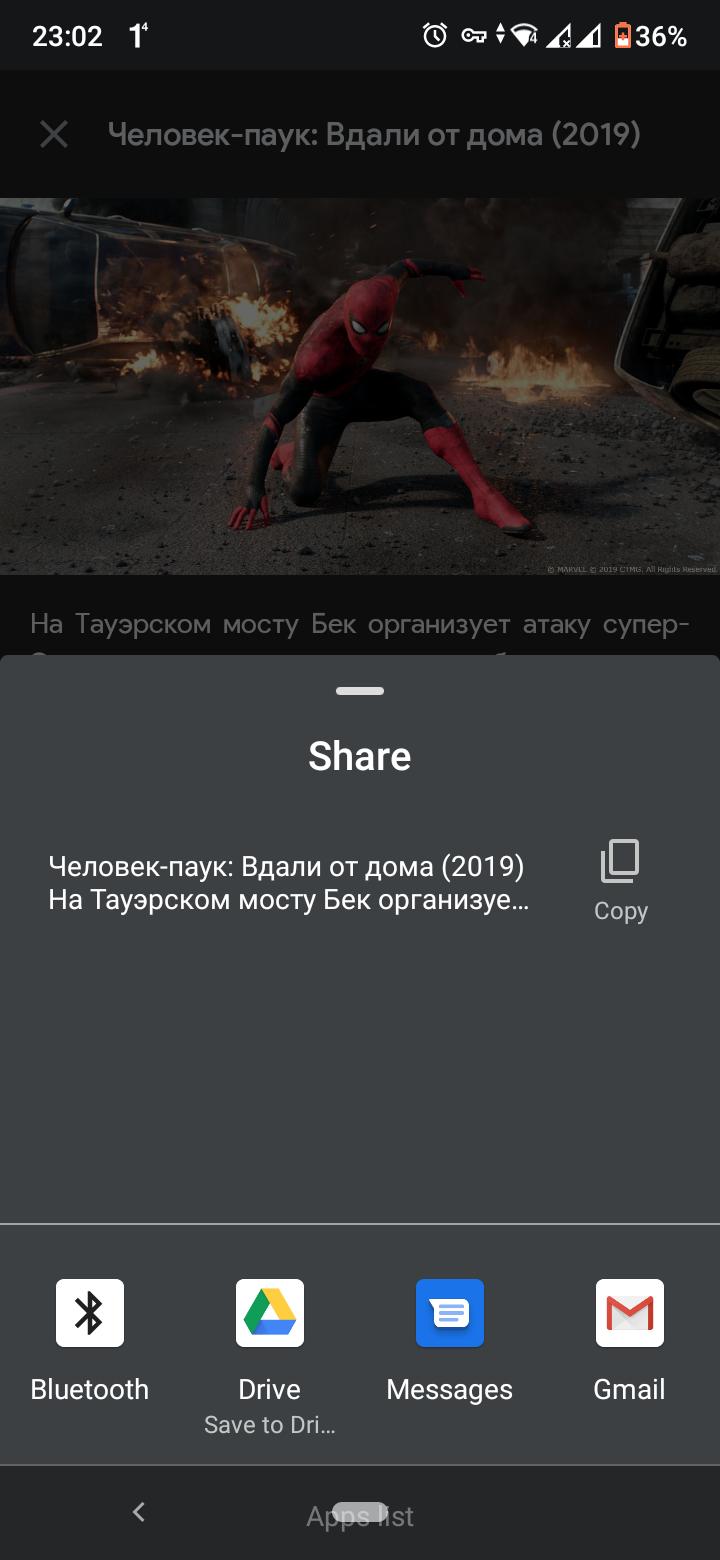 23:02 1⁴ 4 36%
Человек-паук: Вдали от дома (2019)
© MARVEL © 2019 CTMG. All Rights Reserved.
На Тауэрском мосту Бек организует атаку супер-
Share
Человек-паук: Вдали от дома (2019)
На Тауэрском мосту Бек организуе...
Copy
Bluetooth
Drive
Messages
Gmail
Save to Dri...
Apps list